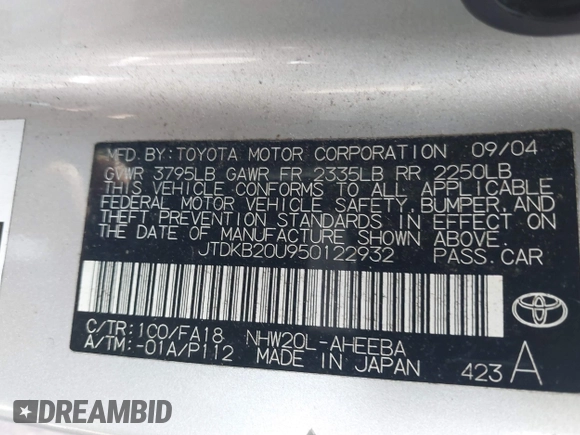 MFD. BY: TOYOTA MOTOR CORPORATION 09/04
GVWR 3795LB GAWR FR 2335LB RR 2250LB
THIS VEHICLE CONFORMS TO ALL APPLICABLE
FEDERAL MOTOR VEHICLE SAFETY, BUMPER, AND
THEFT PREVENTION STANDARDS IN EFFECT ON
THE DATE OF MANUFACTURE SHOWN ABOVE.
JTDKB20U950122932 PASS. CAR
C/TR: 1C0/FA18 NHW20L-AHEEBA
A/TM: -01A/P112 MADE IN JAPAN 423 A
DREAMBID